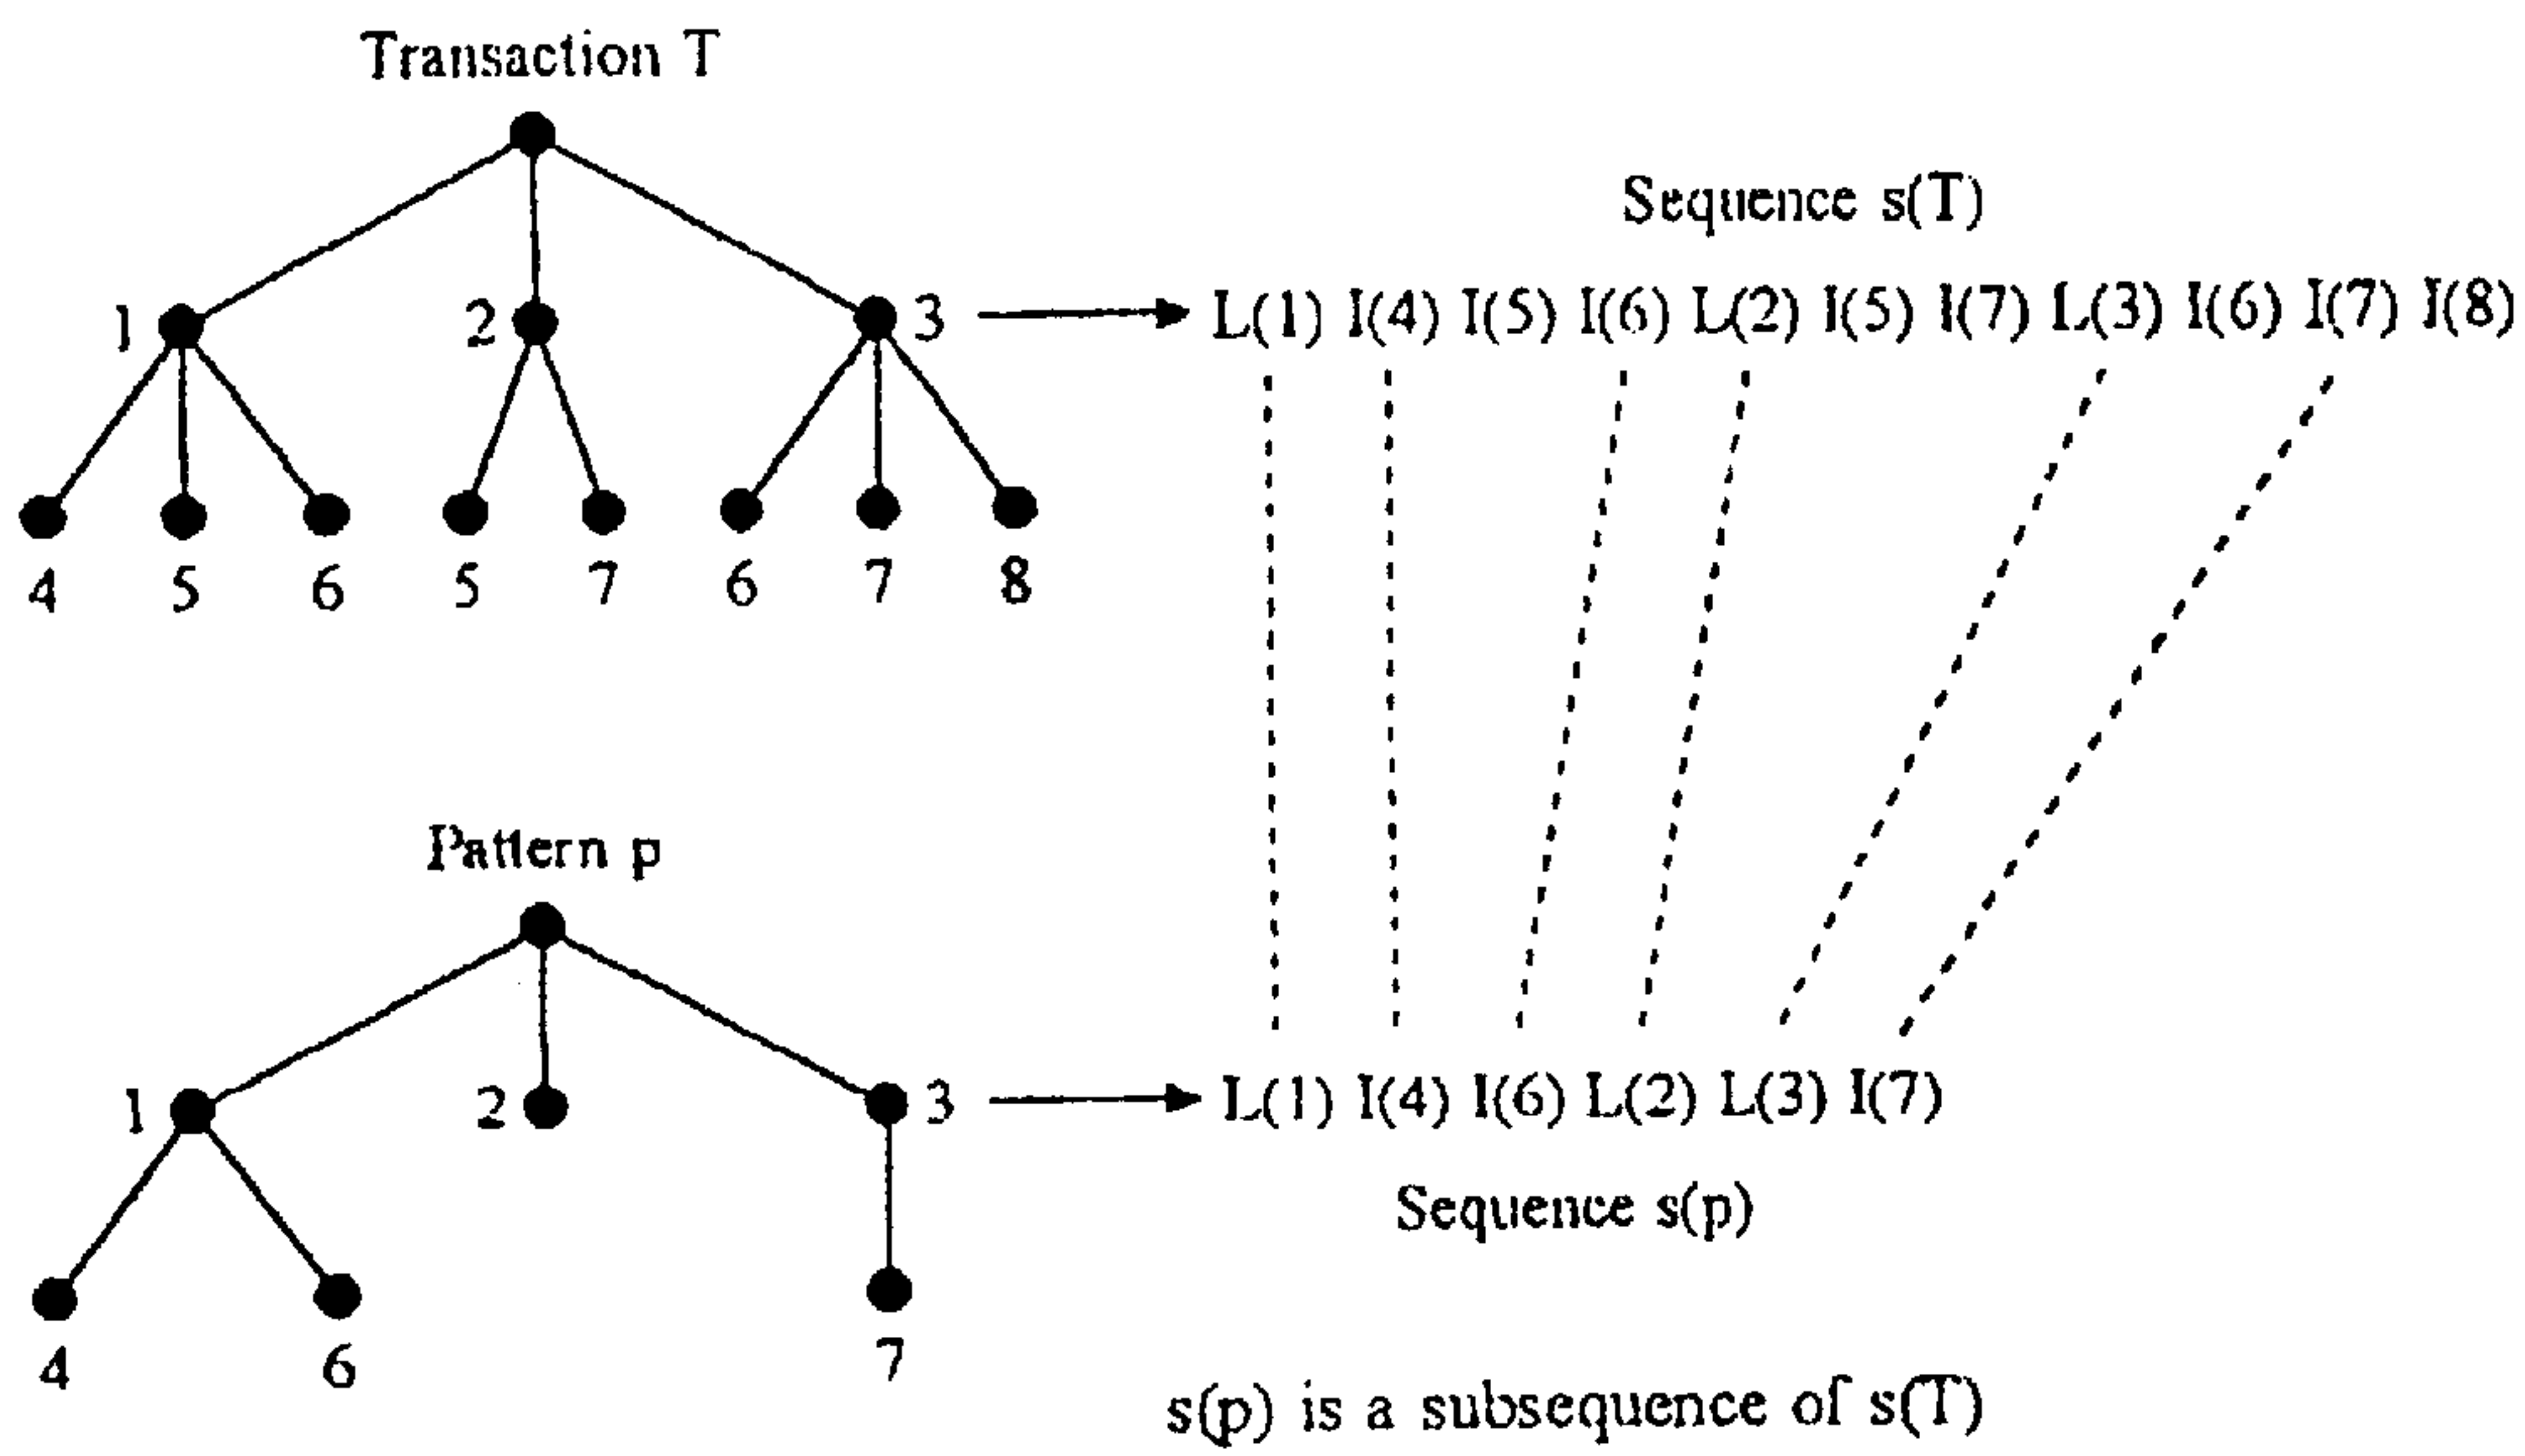 Transaction T
Sequence s(T)
1 2 3 L(1) I(4) I(5) I(6) L(2) I(5) I(7) L(3) I(6) I(7) I(8)
4 5 6 5 7 6 7 8
Pattern p
1 2 3 L(1) I(4) I(6) L(2) L(3) I(7)
Sequence s(p)
4 6 7
s(p) is a subsequence of s(T)